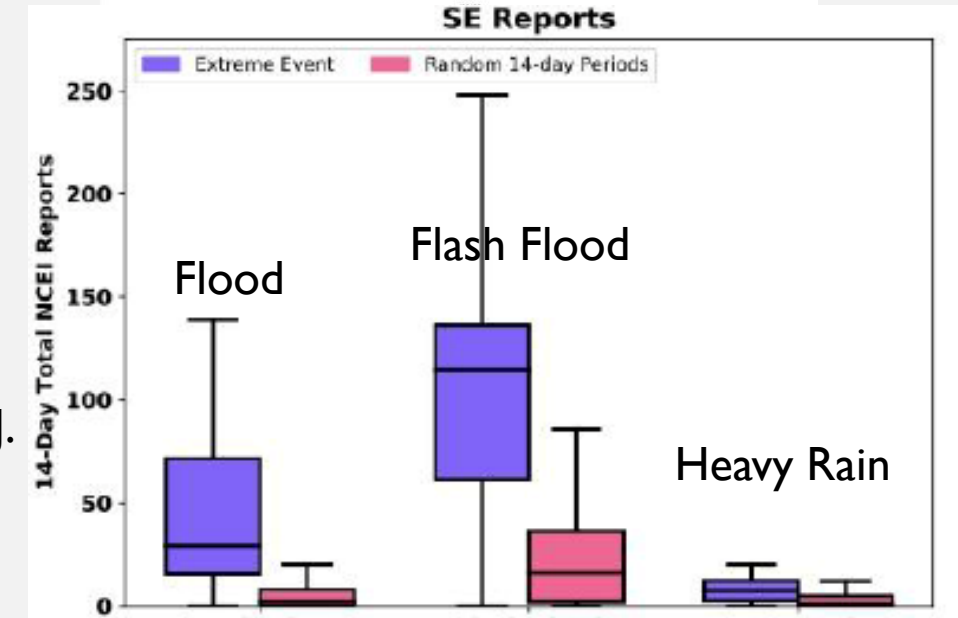 SE Reports
Extreme Event
Random 14-day Periods
14-Day Total NCEI Reports
250
200
150
100
50
0
Flash Flood
Flood
Heavy Rain